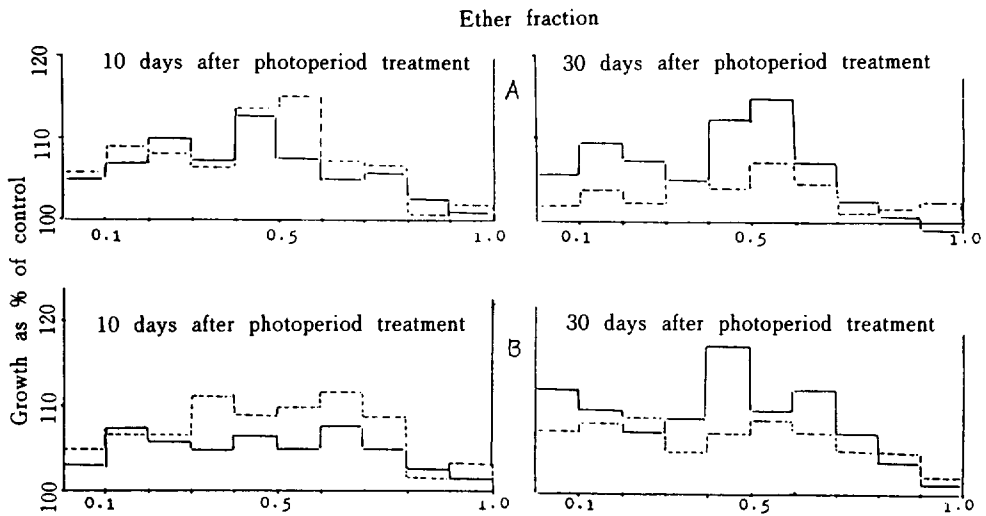 Ether fraction
Growth as % of control
120
110
100
10 days after photoperiod treatment
0.1 0.5 1.0
A
30 days after photoperiod treatment
0.1 0.5 1.0
120
110
100
10 days after photoperiod treatment
0.1 0.5 1.0
B
30 days after photoperiod treatment
0.1 0.5 1.0